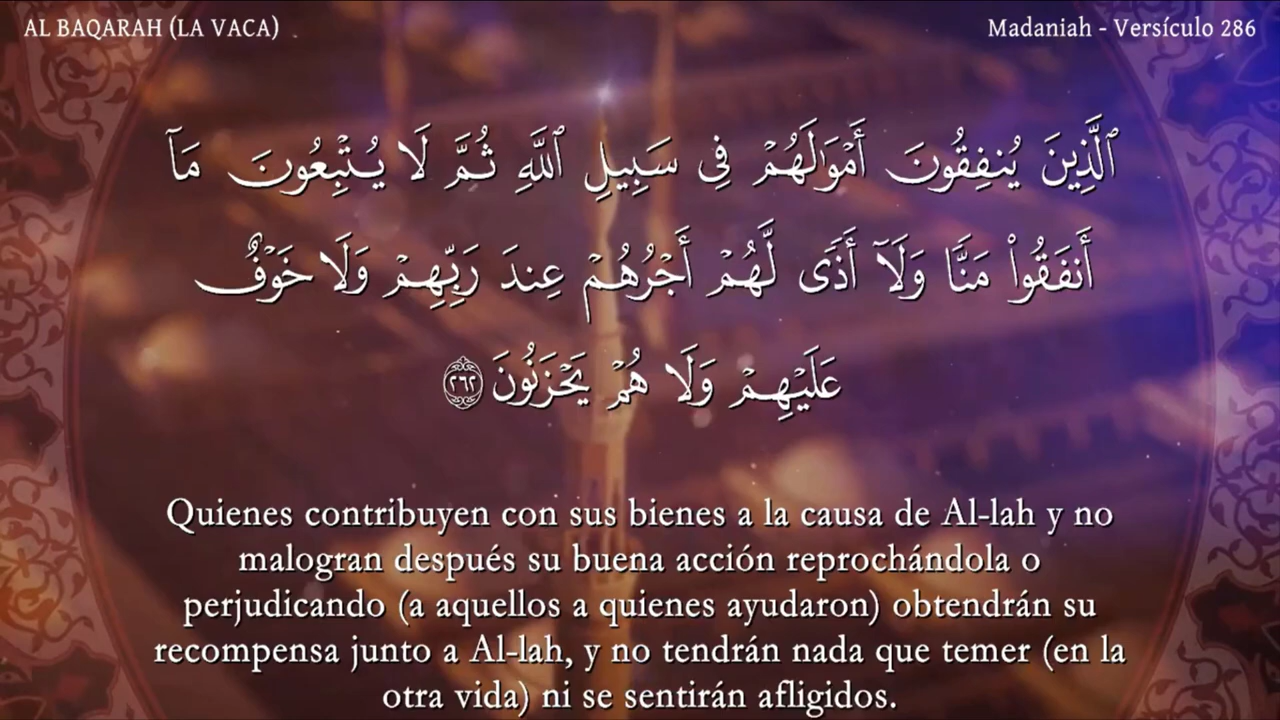 AL BAQARAH (LA VACA)
Madaniah - Versículo 286
ٱلَّذِينَ يُنفِقُونَ أَمْوَٰلَهُمْ فِى سَبِيلِ ٱللَّهِ ثُمَّ لَا يُتْبِعُونَ مَآ
أَنفَقُوا۟ مَنًّا وَلَآ أَذًى لَّهُمْ أَجْرُهُمْ عِندَ رَبِّهِمْ وَلَا خَوْفٌ
عَلَيْهِمْ وَلَا هُمْ يَحْزَنُونَ ٢٦٢
Quienes contribuyen con sus bienes a la causa de Al-lah y no
malogran después su buena acción reprochándola o
perjudicando (a aquellos a quienes ayudaron) obtendrán su
recompensa junto a Al-lah, y no tendrán nada que temer (en la
otra vida) ni se sentirán afligidos.